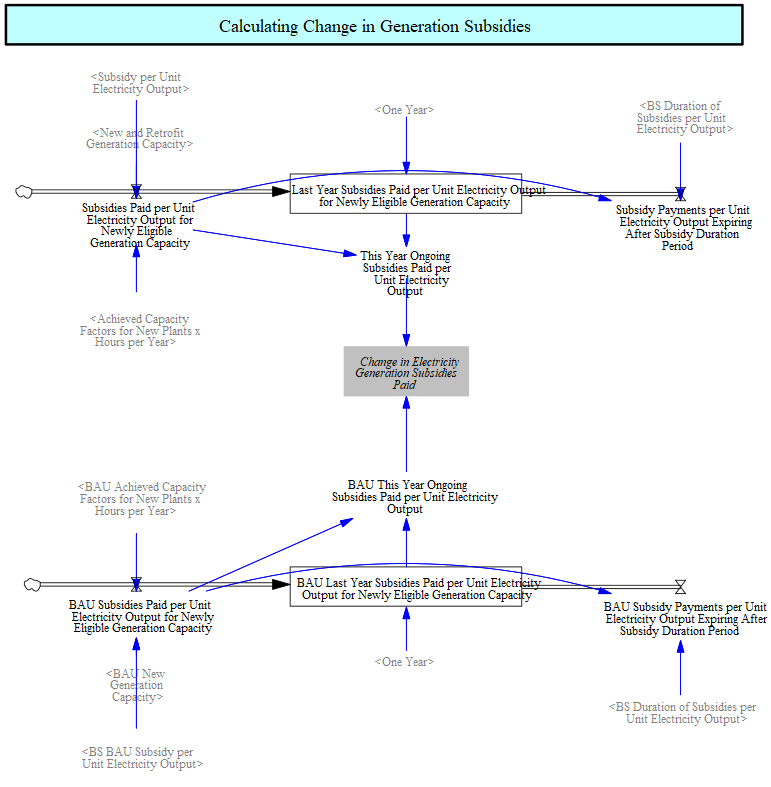 Calculating Change in Generation Subsidies
<Subsidy per Unit
Electricity Output>
<One Year>
<BS Duration of
Subsidies per Unit
Electricity Output>
<New and Retrofit
Generation Capacity>
Last Year Subsidies Paid per Unit Electricity Output
for Newly Eligible Generation Capacity
Subsidies Paid per Unit
Electricity Output for
Newly Eligible
Generation Capacity
Subsidy Payments per Unit
Electricity Output Expiring
After Subsidy Duration
Period
This Year Ongoing
Subsidies Paid per
Unit Electricity
Output
<Achieved Capacity
Factors for New Plants x
Hours per Year>
Change in Electricity
Generation Subsidies
Paid
<BAU Achieved Capacity
Factors for New Plants x
Hours per Year>
BAU This Year Ongoing
Subsidies Paid per Unit Electricity
Output
BAU Last Year Subsidies Paid per Unit Electricity
Output for Newly Eligible Generation Capacity
BAU Subsidies Paid per Unit
Electricity Output for Newly
Eligible Generation Capacity
BAU Subsidy Payments per Unit
Electricity Output Expiring After
Subsidy Duration Period
<One Year>
<BAU New
Generation
Capacity>
<BS Duration of Subsidies per
Unit Electricity Output>
<BS BAU Subsidy per
Unit Electricity Output>